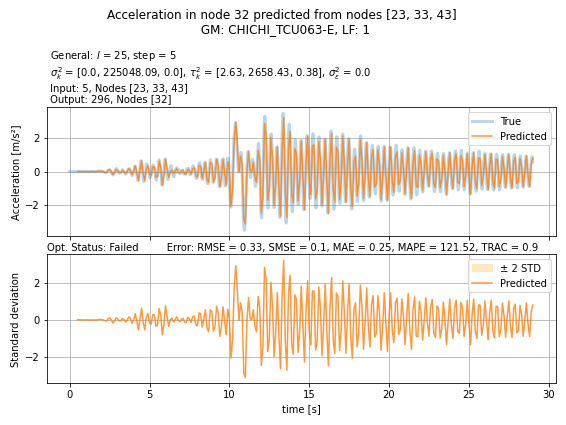 Acceleration in node 32 predicted from nodes [23, 33, 43]
GM: CHICHI_TCU063-E, LF: 1
General: l = 25, step = 5
σ²ₖ = [0.0, 225048.09, 0.0], τ²ₖ = [2.63, 2658.43, 0.38], σ²ε = 0.0
Input: 5, Nodes [23, 33, 43]
Output: 296, Nodes [32]
Acceleration [m/s²]
2
0
−2
True
Predicted
Opt. Status: Failed
Error: RMSE = 0.33, SMSE = 0.1, MAE = 0.25, MAPE = 121.52, TRAC = 0.9
Standard deviation
2
0
−2
± 2 STD
Predicted
0
5
10
15
20
25
30
time [s]